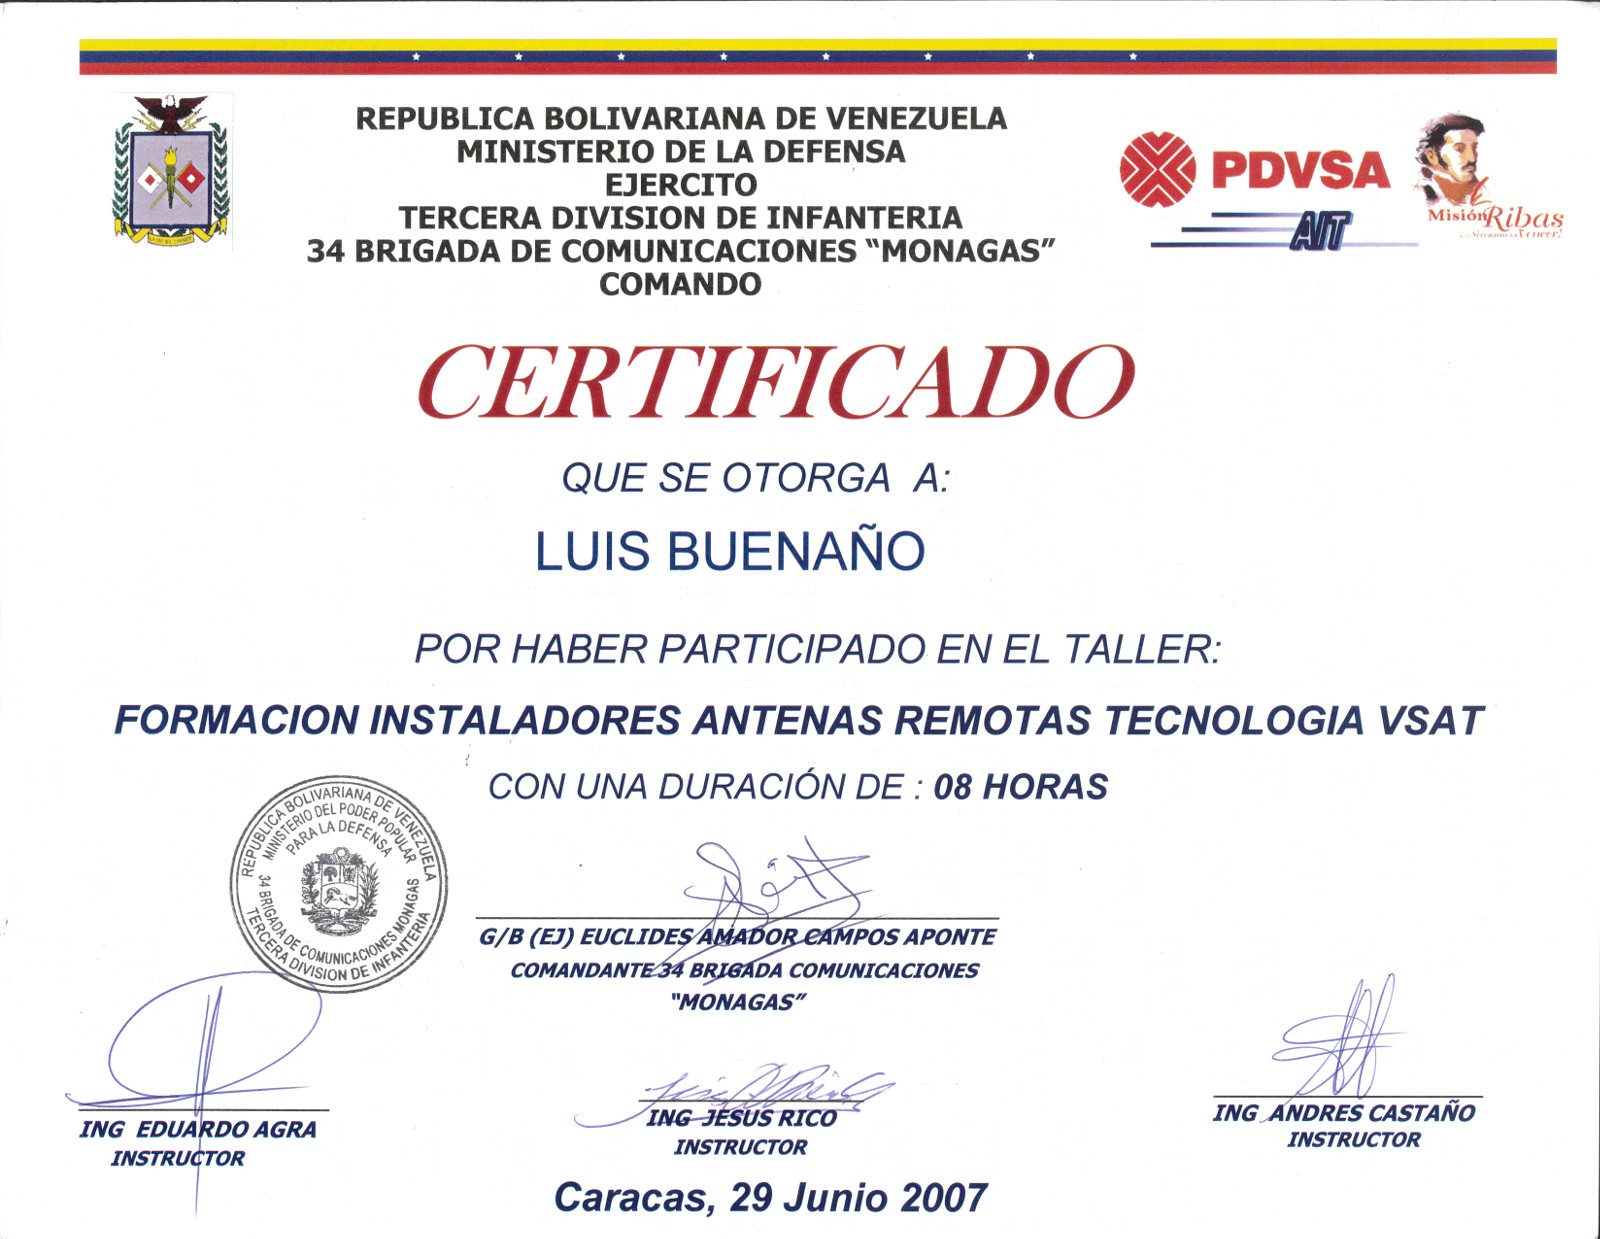 REPUBLICA BOLIVARIANA DE VENEZUELA
MINISTERIO DE LA DEFENSA
EJERCITO
TERCERA DIVISION DE INFANTERIA
34 BRIGADA DE COMUNICACIONES “MONAGAS”
COMANDO
PDVSA
AIT
Misión Ribas
CERTIFICADO
QUE SE OTORGA A:
LUIS BUENAÑO
POR HABER PARTICIPADO EN EL TALLER:
FORMACION INSTALADORES ANTENAS REMOTAS TECNOLOGIA VSAT
CON UNA DURACIÓN DE : 08 HORAS
REPUBLICA BOLIVARIANA DE VENEZUELA
MINISTERIO DEL PODER POPULAR
PARA LA DEFENSA
34 BRIGADA DE COMUNICACIONES MONAGAS
TERCERA DIVISION DE INFANTERIA
G/B (EJ) EUCLIDES AMADOR CAMPOS APONTE
COMANDANTE 34 BRIGADA COMUNICACIONES
“MONAGAS”
ING EDUARDO AGRA
INSTRUCTOR
ING JESUS RICO
INSTRUCTOR
ING ANDRES CASTAÑO
INSTRUCTOR
Caracas, 29 Junio 2007